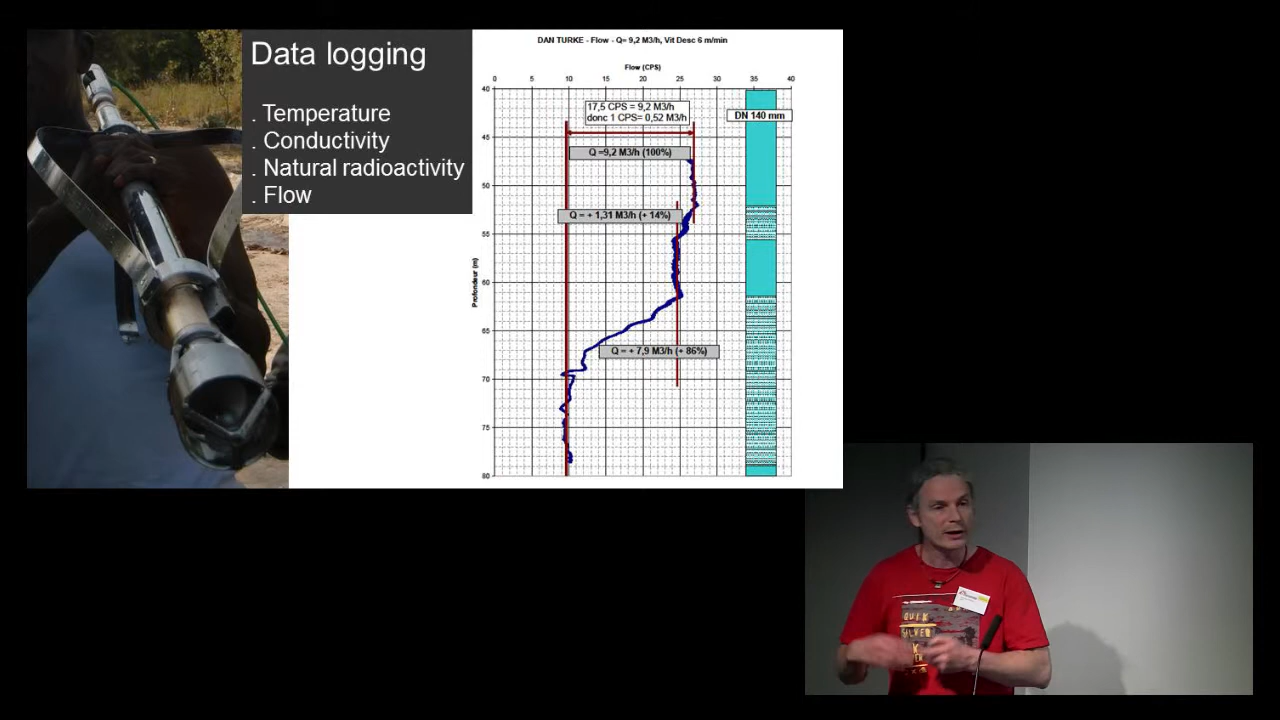 Data logging
. Temperature
. Conductivity
. Natural radioactivity
. Flow
DAN TURKE - Flow - Q= 9,2 M3/h, Vit Desc 6 m/min
Flow (CPS)
0 5 10 15 20 25 30 35 40
40
45
50
55
60
65
70
75
80
Profondeur (m)
17,5 CPS = 9,2 M3/h
donc 1 CPS= 0,52 M3/h
DN 140 mm
Q =9,2 M3/h (100%)
Q = + 1,31 M3/h (+ 14%)
Q = + 7,9 M3/h (+ 86%)
QUIK
SILVER